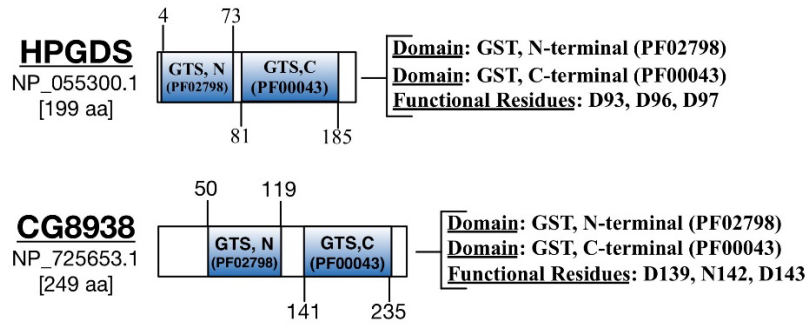 4 73
HPGDS
NP_055300.1
[199 aa]
GTS, N
(PF02798)
GTS,C
(PF00043)
81 185
Domain: GST, N-terminal (PF02798)
Domain: GST, C-terminal (PF00043)
Functional Residues: D93, D96, D97
50 119
CG8938
NP_725653.1
[249 aa]
GTS, N
(PF02798)
GTS,C
(PF00043)
141 235
Domain: GST, N-terminal (PF02798)
Domain: GST, C-terminal (PF00043)
Functional Residues: D139, N142, D143